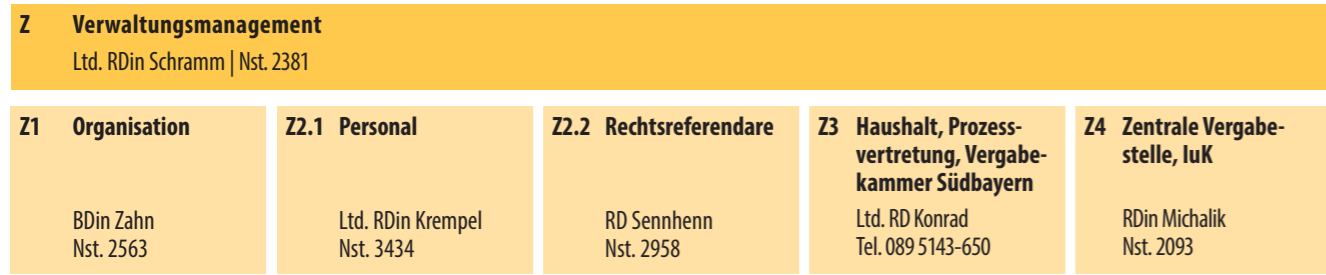 Z Verwaltungsmanagement
Ltd. RDin Schramm | Nst. 2381
Z1 Organisation
BDin Zahn
Nst. 2563
Z2.1 Personal
Ltd. RDin Krempel
Nst. 3434
Z2.2 Rechtsreferendare
RD Sennhenn
Nst. 2958
Z3 Haushalt, Prozess-
vertretung, Vergabe-
kammer Südbayern
Ltd. RD Konrad
Tel. 089 5143-650
Z4 Zentrale Vergabe-
stelle, IuK
RDin Michalik
Nst. 2093